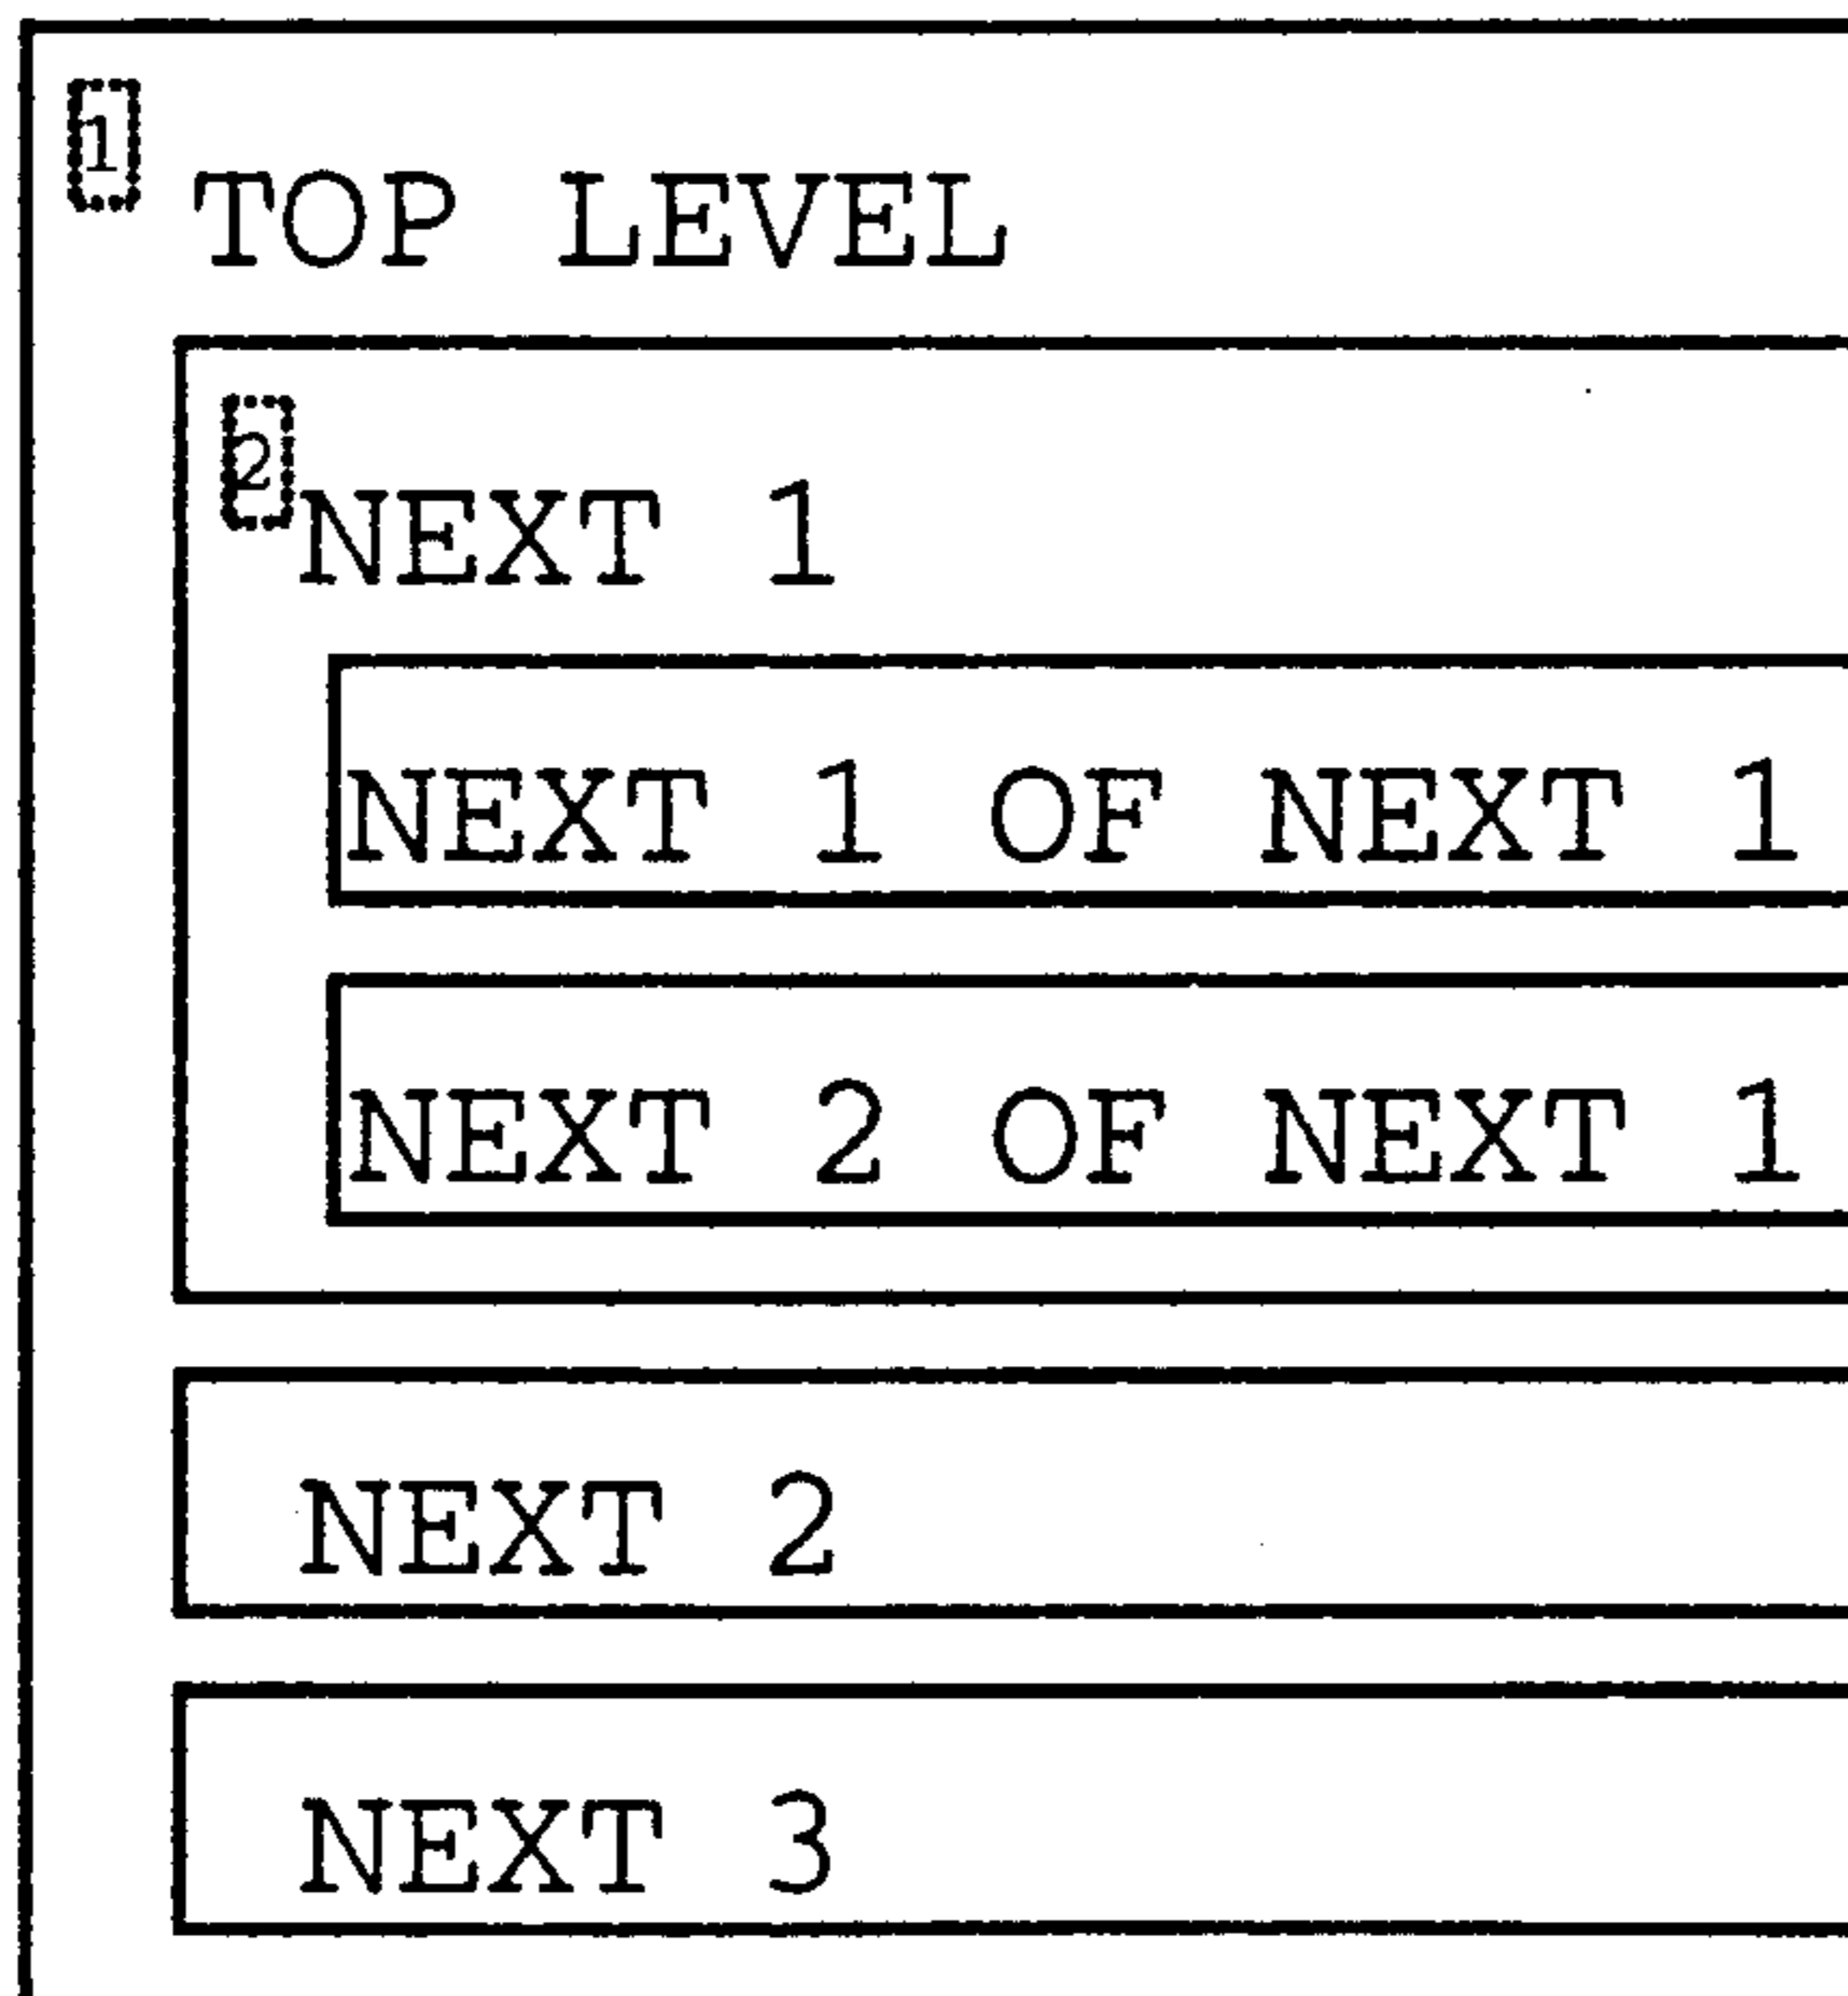 1
TOP LEVEL
2
NEXT 1
NEXT 1 OF NEXT 1
NEXT 2 OF NEXT 1
NEXT 2
NEXT 3